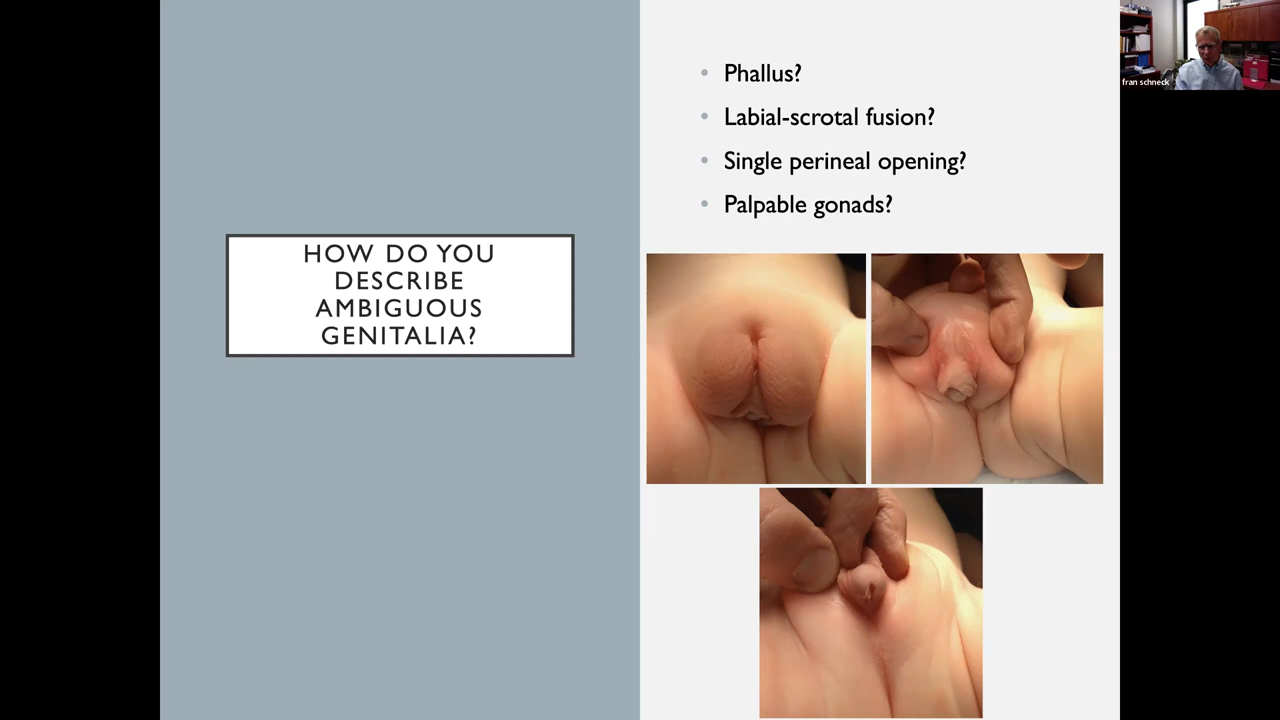 HOW DO YOU
DESCRIBE
AMBIGUOUS
GENITALIA?
• Phallus?
• Labial-scrotal fusion?
• Single perineal opening?
• Palpable gonads?
fran schneck